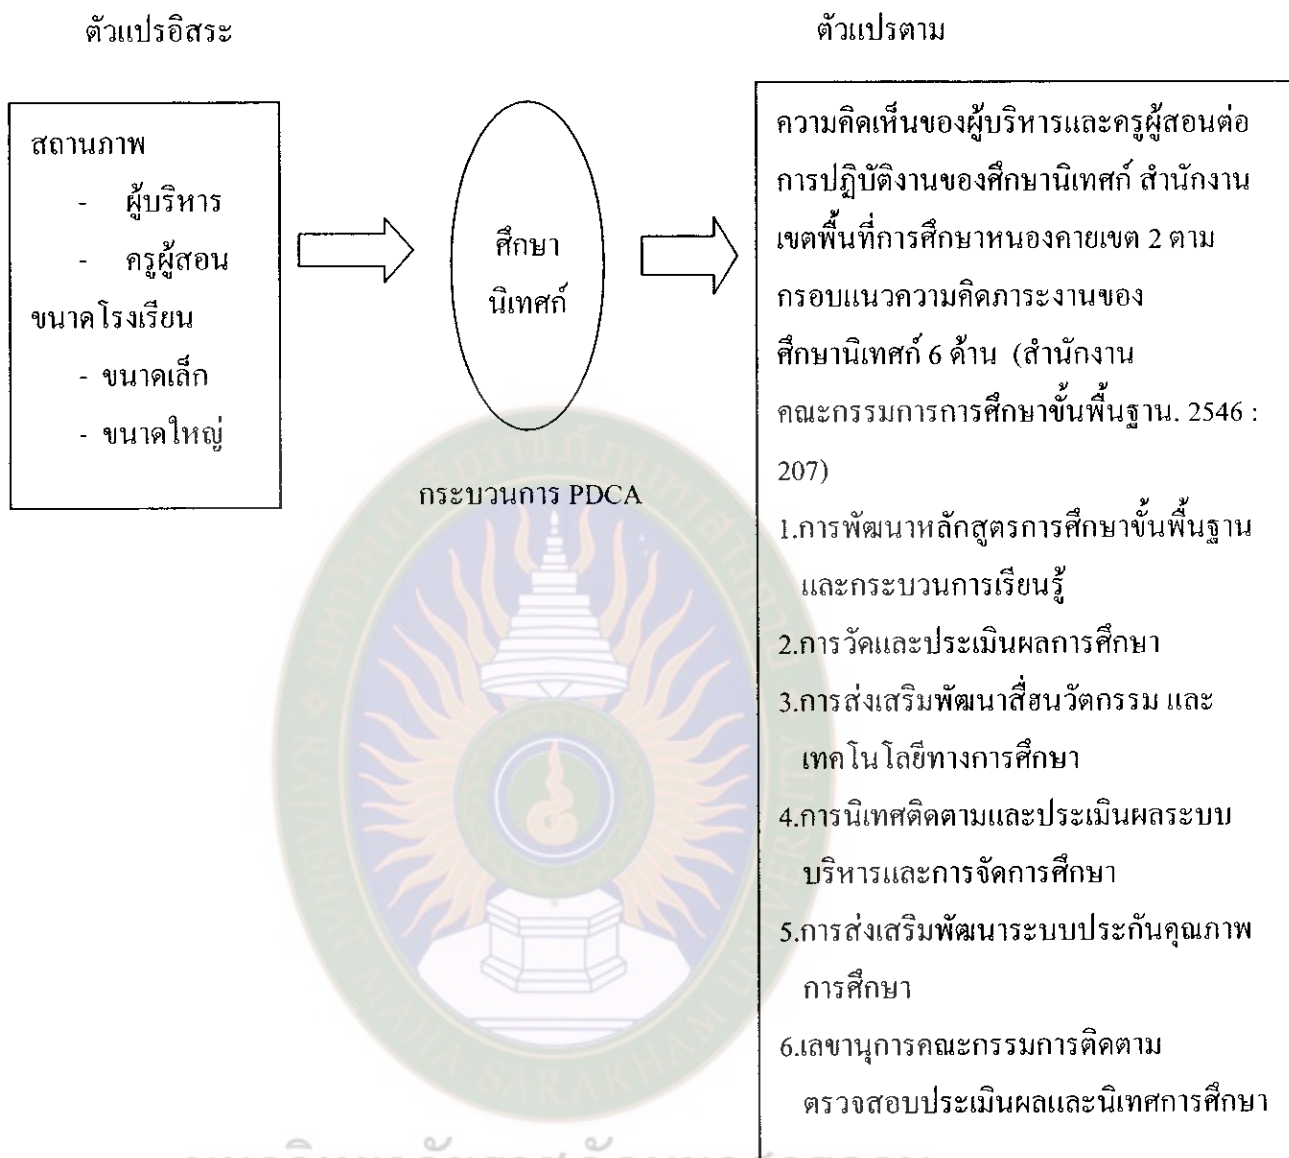 ตัวแปรอิสระ
ตัวแปรตาม
สถานภาพ
- ผู้บริหาร
- ครูผู้สอน
ขนาดโรงเรียน
- ขนาดเล็ก
- ขนาดใหญ่
ศึกษา
นิเทศก์
กระบวนการ PDCA
ความคิดเห็นของผู้บริหารและครูผู้สอนต่อ
การปฏิบัติงานของศึกษานิเทศก์ สำนักงาน
เขตพื้นที่การศึกษาหนองคายเขต 2 ตาม
กรอบแนวความคิดภาระงานของ
ศึกษานิเทศก์ 6 ด้าน (สำนักงาน
คณะกรรมการการศึกษาขั้นพื้นฐาน. 2546 :
207)
1.การพัฒนาหลักสูตรการศึกษาขั้นพื้นฐาน
และกระบวนการเรียนรู้
2.การวัดและประเมินผลการศึกษา
3.การส่งเสริมพัฒนาสื่อนวัตกรรม และ
เทคโนโลยีทางการศึกษา
4.การนิเทศติดตามและประเมินผลระบบ
บริหารและการจัดการศึกษา
5.การส่งเสริมพัฒนาระบบประกันคุณภาพ
การศึกษา
6.เลขานุการคณะกรรมการติดตาม
ตรวจสอบประเมินผลและนิเทศการศึกษา
RAJABHAT MAHA SARAKHAM UNIVERSITY